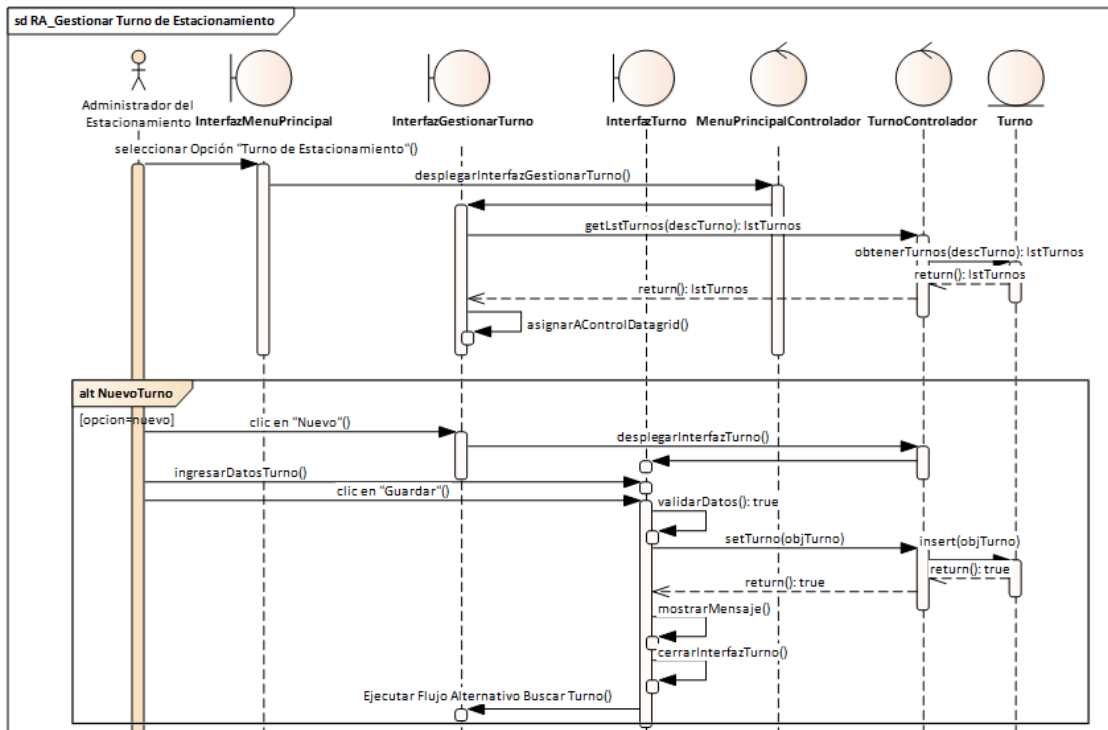 sd RA_Gestionar Turno de Estacionamiento
Administrador del
Estacionamiento
InterfazMenuPrincipal
InterfazGestionarTurno
InterfazTurno
MenuPrincipalControlador
TurnoControlador
Turno
seleccionar Opción "Turno de Estacionamiento"()
desplegarInterfazGestionarTurno()
getLstTurnos(descTurno): lstTurnos
obtenerTurnos(descTurno): lstTurnos
return(): lstTurnos
return(): lstTurnos
asignarAControlDatagrid()
alt NuevoTurno
[opcion=nuevo]
clic en "Nuevo"()
desplegarInterfazTurno()
ingresarDatosTurno()
clic en "Guardar"()
validarDatos(): true
setTurno(objTurno)
insert(objTurno)
return(): true
return(): true
mostrarMensaje()
cerrarInterfazTurno()
Ejecutar Flujo Alternativo Buscar Turno()